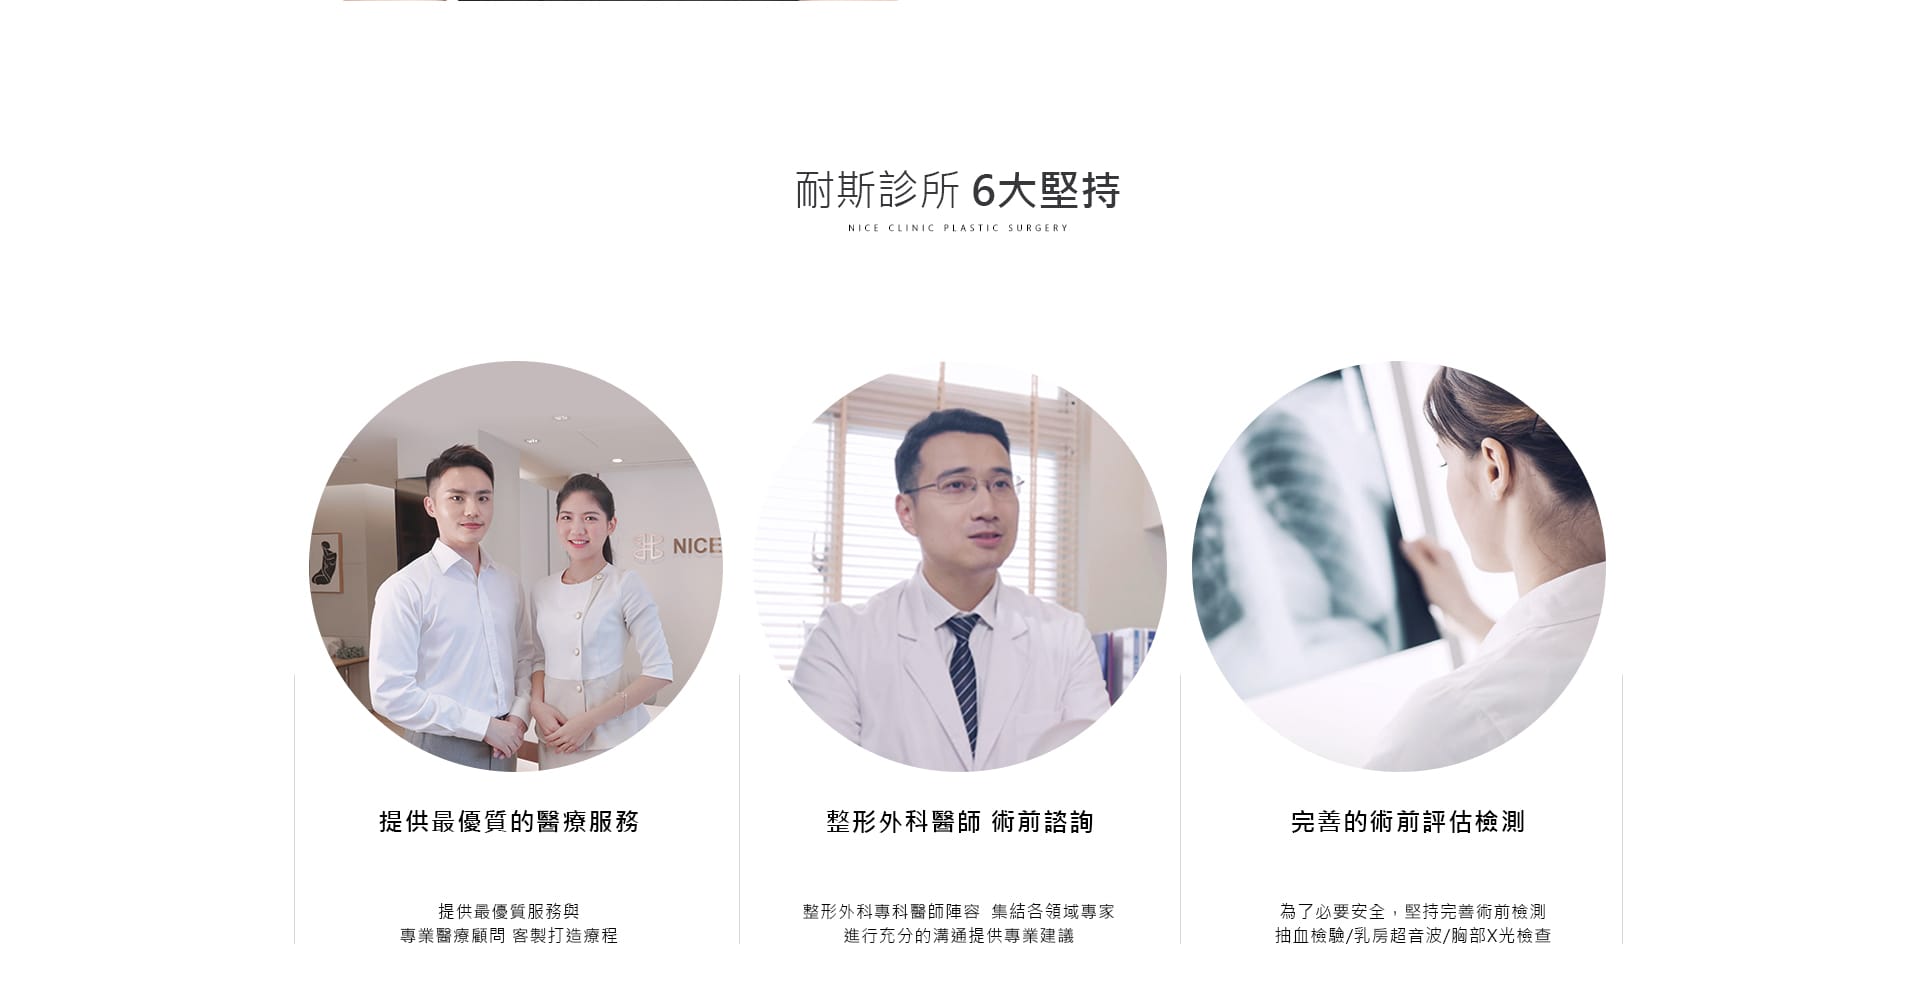 耐斯診所 6大堅持
NICE CLINIC PLASTIC SURGERY
NICE
提供最優質的醫療服務
整形外科醫師 術前諮詢
完善的術前評估檢測
提供最優質服務與
專業醫療顧問 客製打造療程
整形外科專科醫師陣容 集結各領域專家
進行充分的溝通提供專業建議
為了必要安全，堅持完善術前檢測
抽血檢驗/乳房超音波/胸部X光檢查